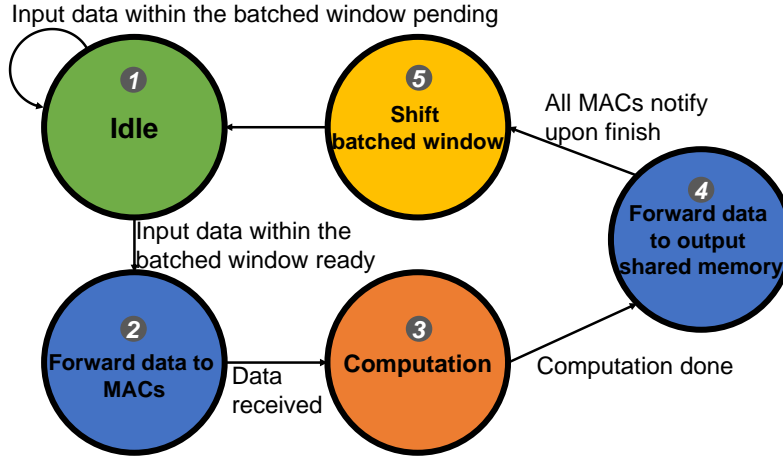 Input data within the batched window pending
1
Idle
5
Shift
batched window
All MACs notify
upon finish
4
Forward data
to output
shared memory
Input data within the
batched window ready
2
Forward data to
MACs
Data
received
3
Computation
Computation done